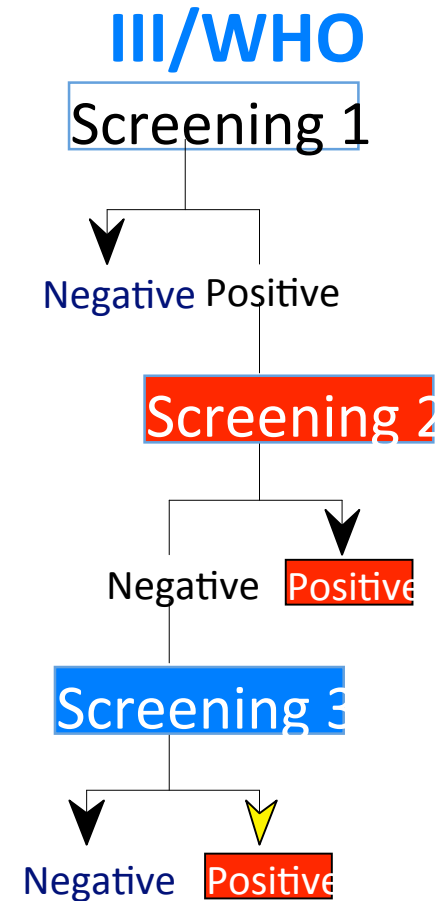 III/WHO
Screening 1
Negative Positive
Screening 2
Negative Positive
Screening 3
Negative Positive